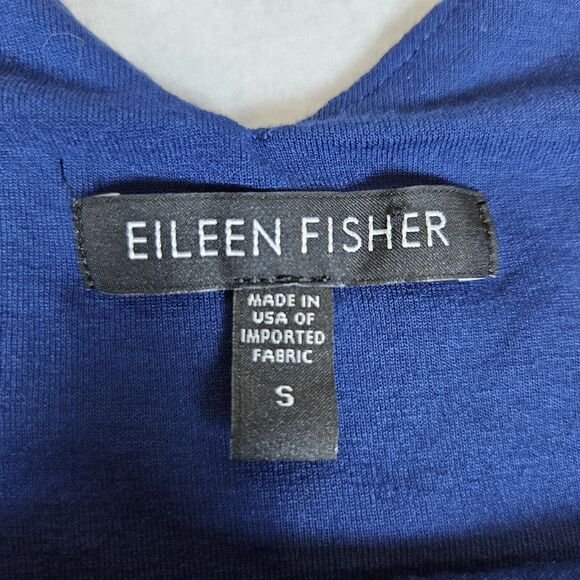 EILEEN FISHER
MADE IN
USA OF
IMPORTED
FABRIC
S